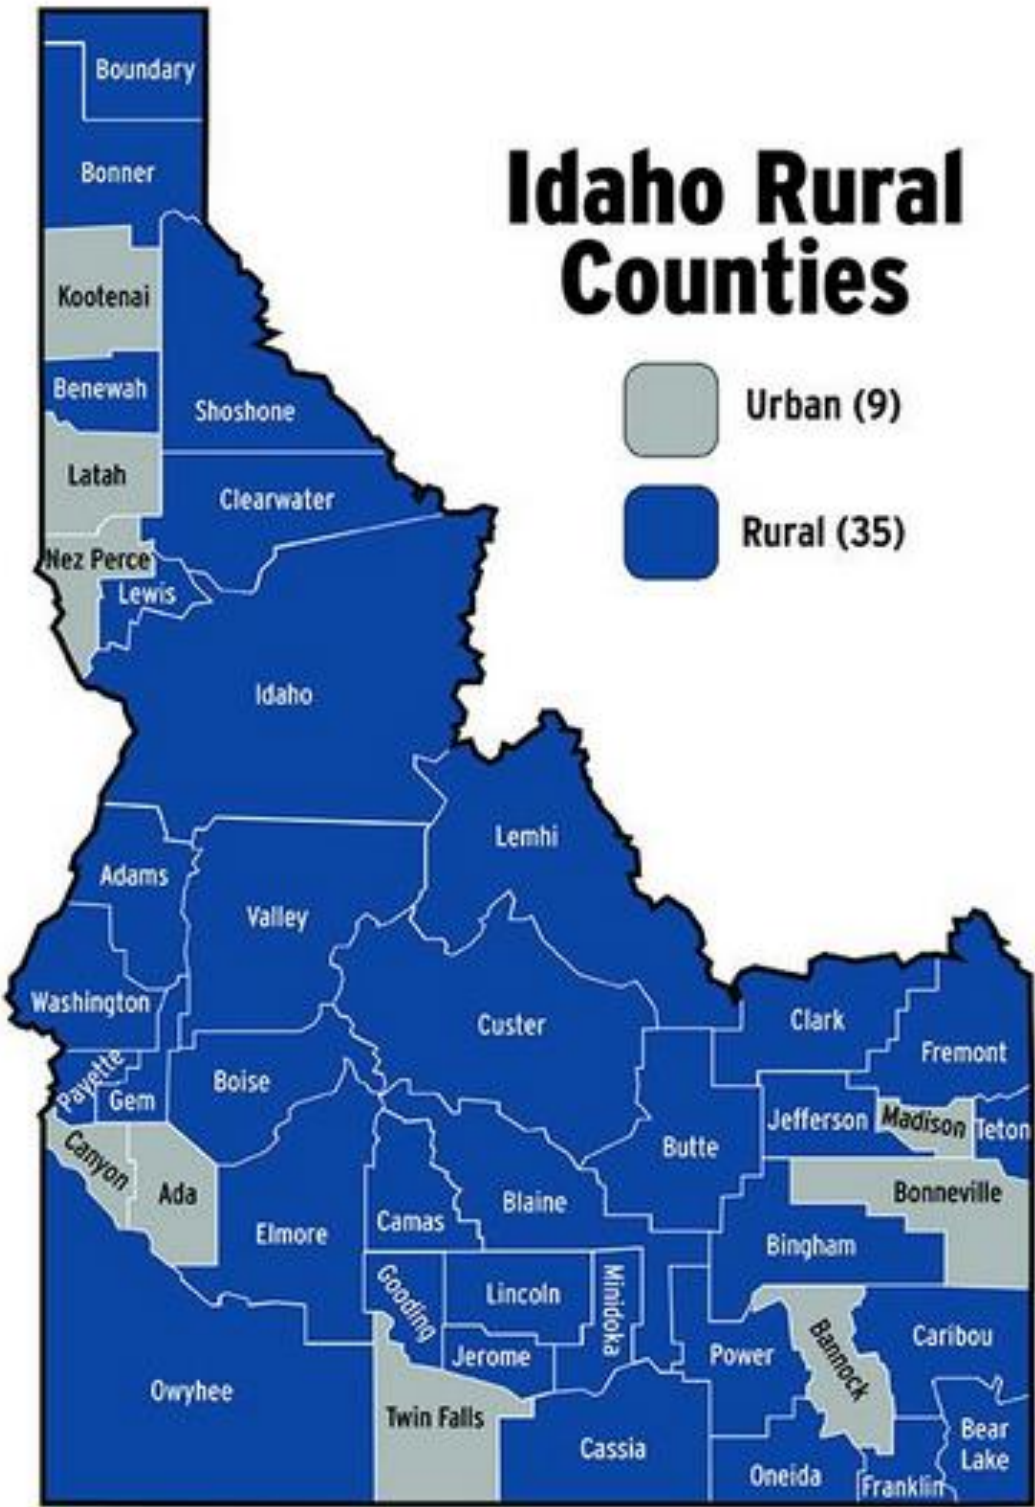 Idaho Rural
Counties
Urban (9)
Rural (35)
Boundary
Bonner
Kootenai
Benewah
Shoshone
Latah
Clearwater
Nez Perce
Lewis
Idaho
Lemhi
Adams
Valley
Washington
Custer
Clark
Fremont
Payette
Gem
Boise
Jefferson
Madison
Teton
Butte
Canyon
Ada
Bonneville
Blaine
Camas
Elmore
Bingham
Gooding
Lincoln
Minidoka
Jerome
Power
Bannock
Caribou
Owyhee
Twin Falls
Cassia
Oneida
Franklin
Bear
Lake